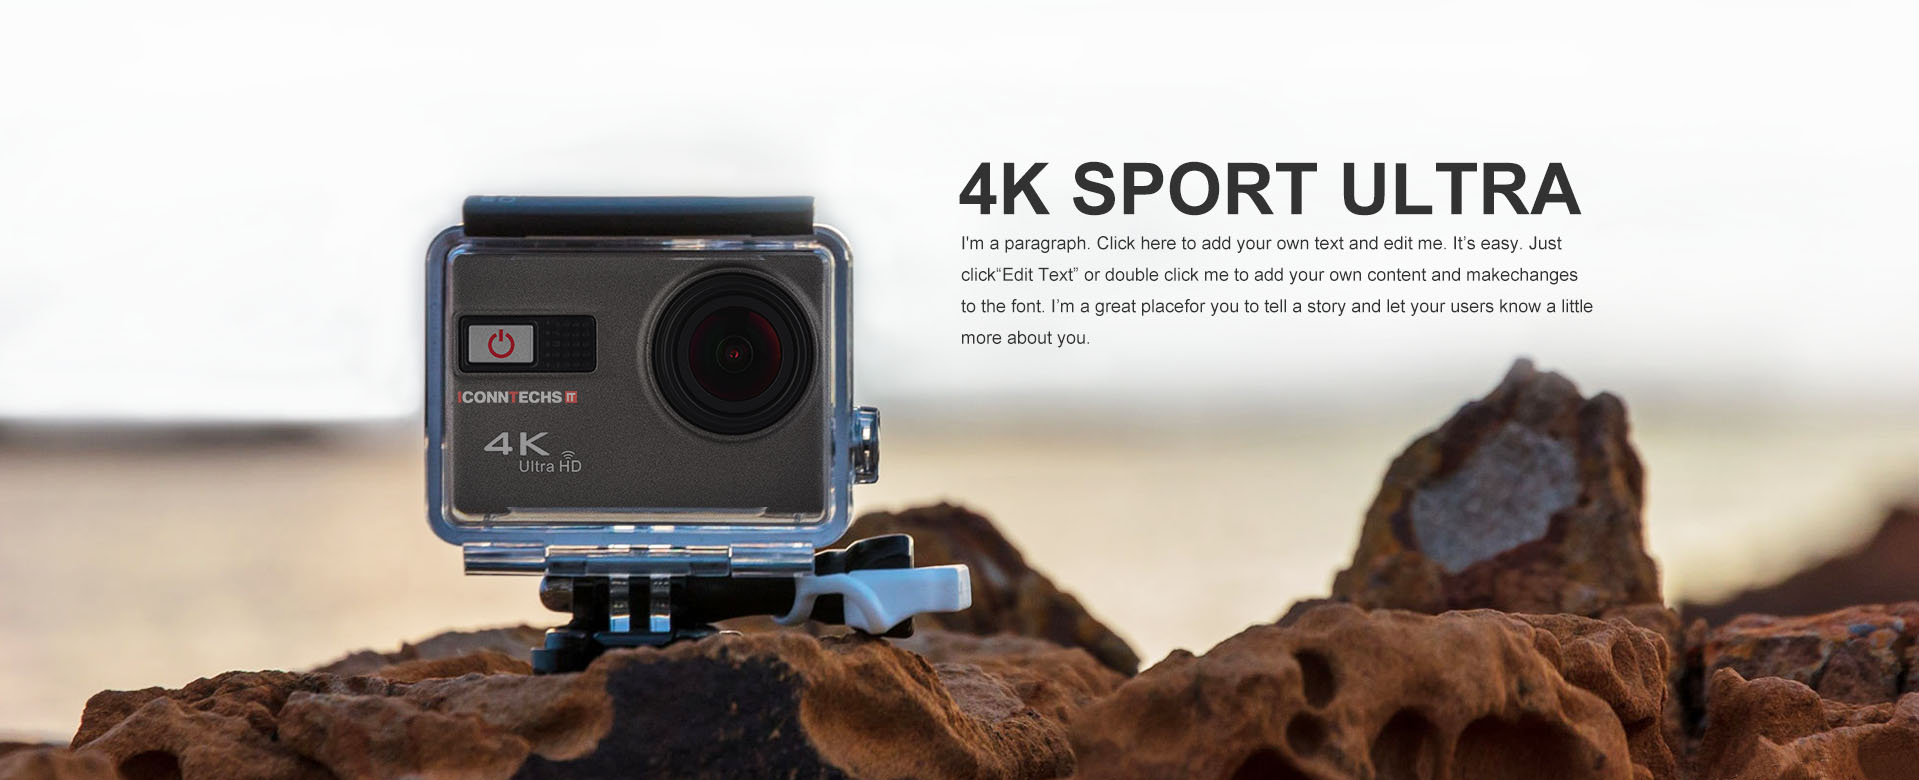 4K SPORT ULTRA
I'm a paragraph. Click here to add your own text and edit me. It’s easy. Just
click“Edit Text” or double click me to add your own content and makechanges
to the font. I’m a great placefor you to tell a story and let your users know a little
more about you.
ICONNTECHS IT
4K
Ultra HD